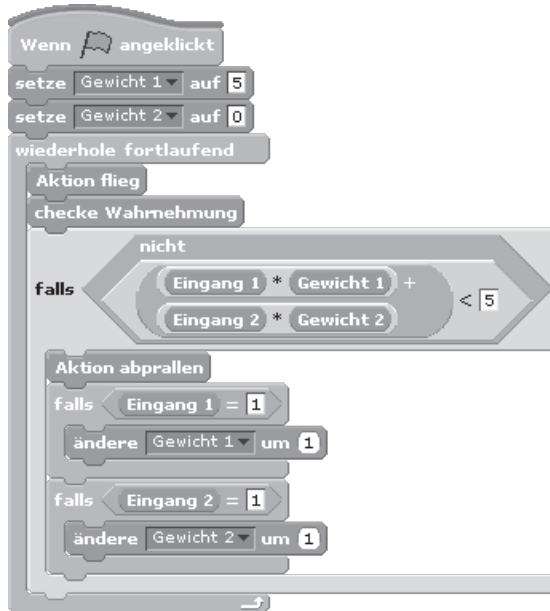 Wenn angeklickt
setze Gewicht 1 auf 5
setze Gewicht 2 auf 0
wiederhole fortlaufend
Aktion flieg
checke Wahrnehmung
nicht
Eingang 1 * Gewicht 1 +
falls < 5
Eingang 2 * Gewicht 2
Aktion abprallen
falls Eingang 1 = 1
ändere Gewicht 1 um 1
falls Eingang 2 = 1
ändere Gewicht 2 um 1